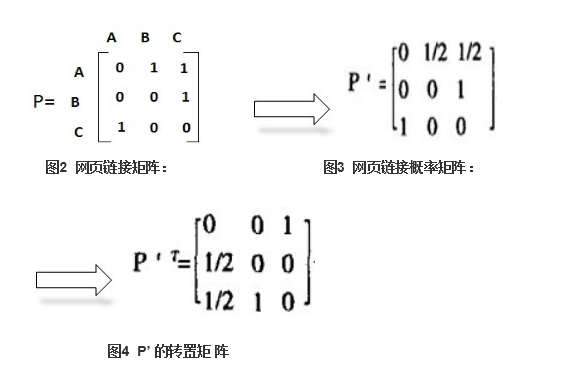 A B C
P= A 0 1 1
B 0 0 1
C 1 0 0
P' = 0 1/2 1/2
0 0 1
1 0 0
图2 网页链接矩阵：
图3 网页链接概率矩阵：
P' T= 0 0 1
1/2 0 0
1/2 1 0
图4 P’的转置矩阵